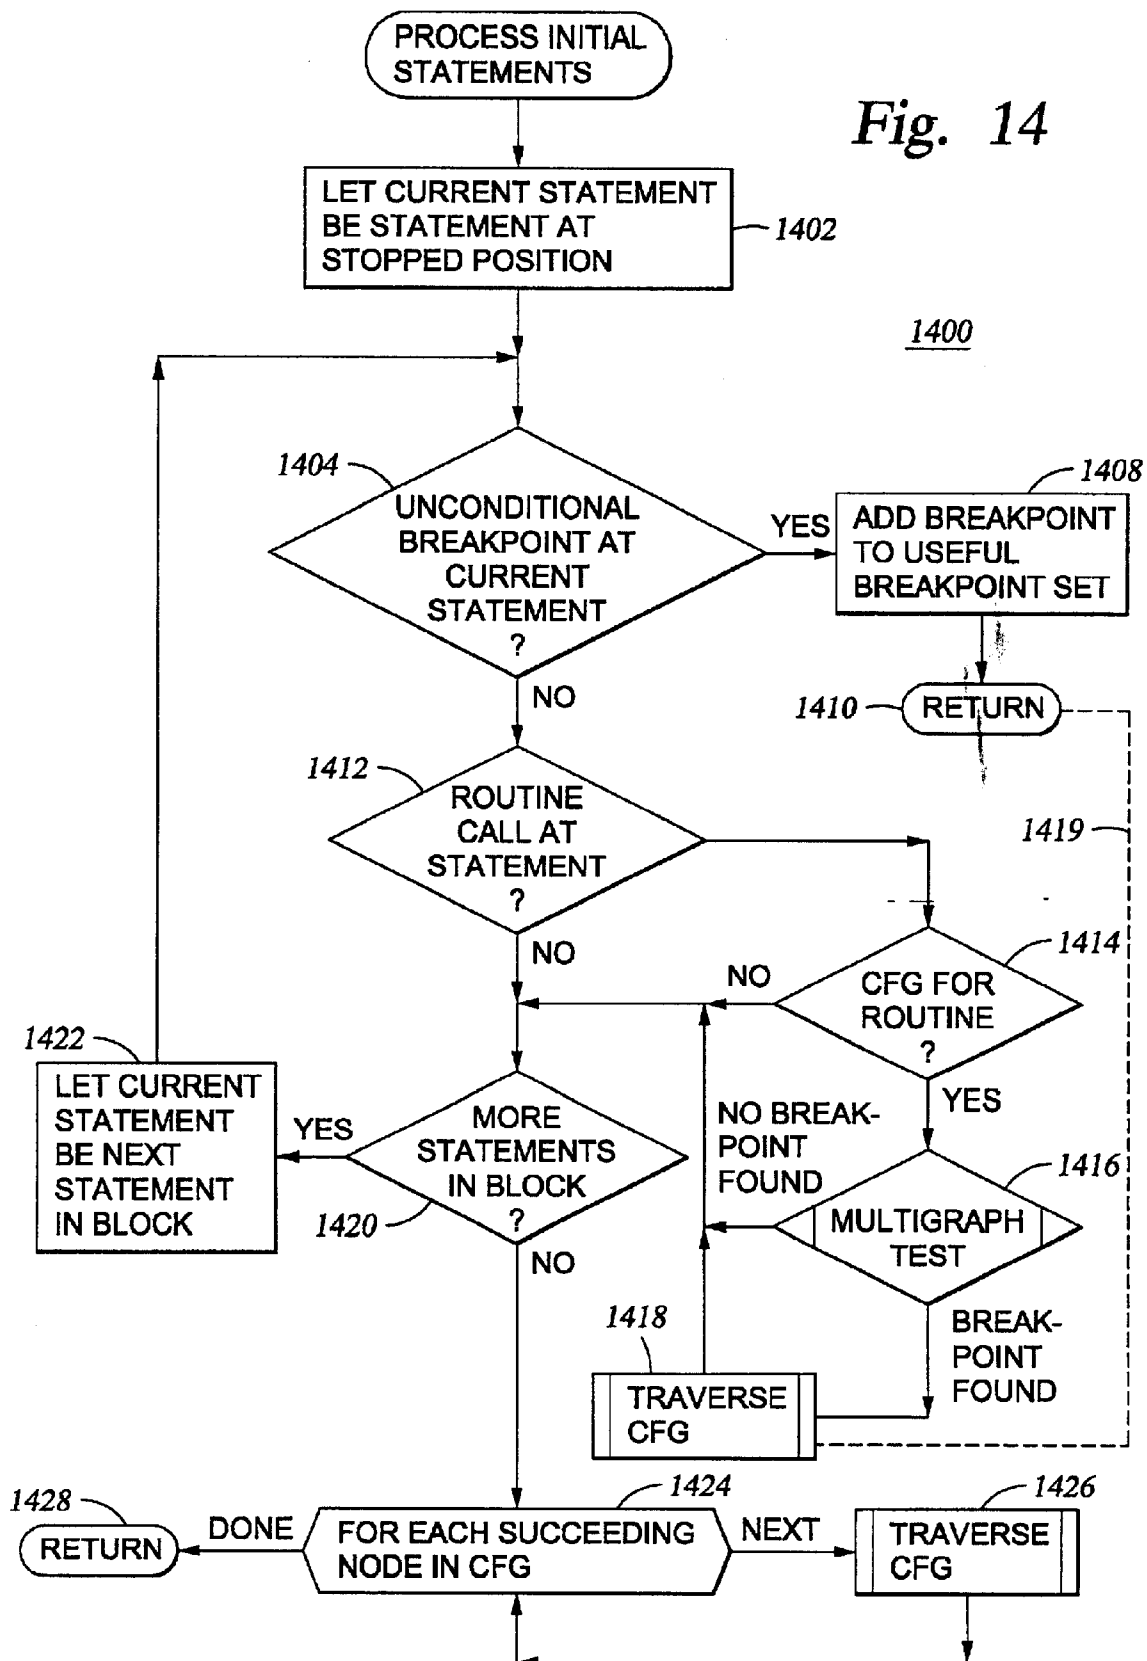 PROCESS INITIAL
STATEMENTS
Fig. 14
LET CURRENT STATEMENT
BE STATEMENT AT
STOPPED POSITION
1402
1400
1404
UNCONDITIONAL
BREAKPOINT AT
CURRENT
STATEMENT
?
YES
1408
ADD BREAKPOINT
TO USEFUL
BREAKPOINT SET
NO
1410
RETURN
1412
ROUTINE
CALL AT
STATEMENT
?
1419
NO
1414
CFG FOR
ROUTINE
?
NO
YES
1422
LET CURRENT
STATEMENT
BE NEXT
STATEMENT
IN BLOCK
YES
MORE
STATEMENTS
IN BLOCK
?
1420
NO
NO BREAK-
POINT
FOUND
1416
MULTIGRAPH
TEST
BREAK-
POINT
FOUND
1418
TRAVERSE
CFG
1424
FOR EACH SUCCEEDING
NODE IN CFG
DONE
1428
RETURN
NEXT
1426
TRAVERSE
CFG